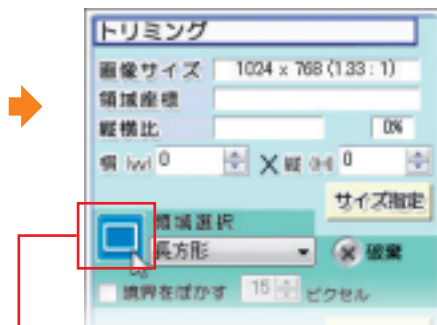 トリミング
画像サイズ 1024 x 768 (1.33 : 1)
領域座標
縦横比 0%
横 (w) 0 X 縦 (H) 0
サイズ指定
領域選択
長方形 破棄
境界をぼかす 15 ピクセル